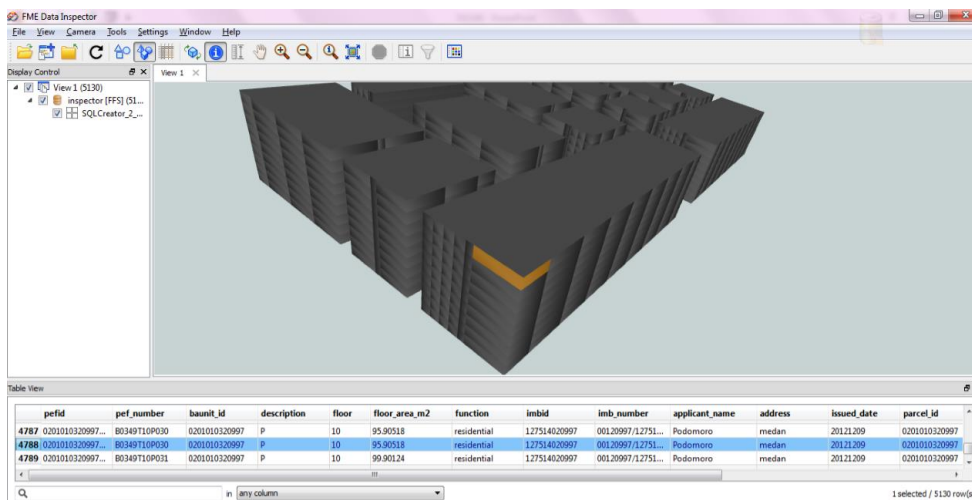 FME Data Inspector
File View Camera Tools Settings Window Help
Display Control
View 1
View 1 (5130)
inspector [FFS] (51...
SQLCreator_2_...
Table View
pefid pef_number baunit_id description floor floor_area_m2 function imbid imb_number applicant_name address issued_date parcel_id
4787 0201010320997... B0349T10P030 0201010320997 P 10 95.90518 residential 127514020997 00120997/12751... Podomoro medan 20121209 0201010320997
4788 0201010320997... B0349T10P030 0201010320997 P 10 95.90518 residential 127514020997 00120997/12751... Podomoro medan 20121209 0201010320997
4789 0201010320997... B0349T10P031 0201010320997 P 10 99.90124 residential 127514020997 00120997/12751... Podomoro medan 20121209 0201010320997
in any column
1 selected / 5130 row(s